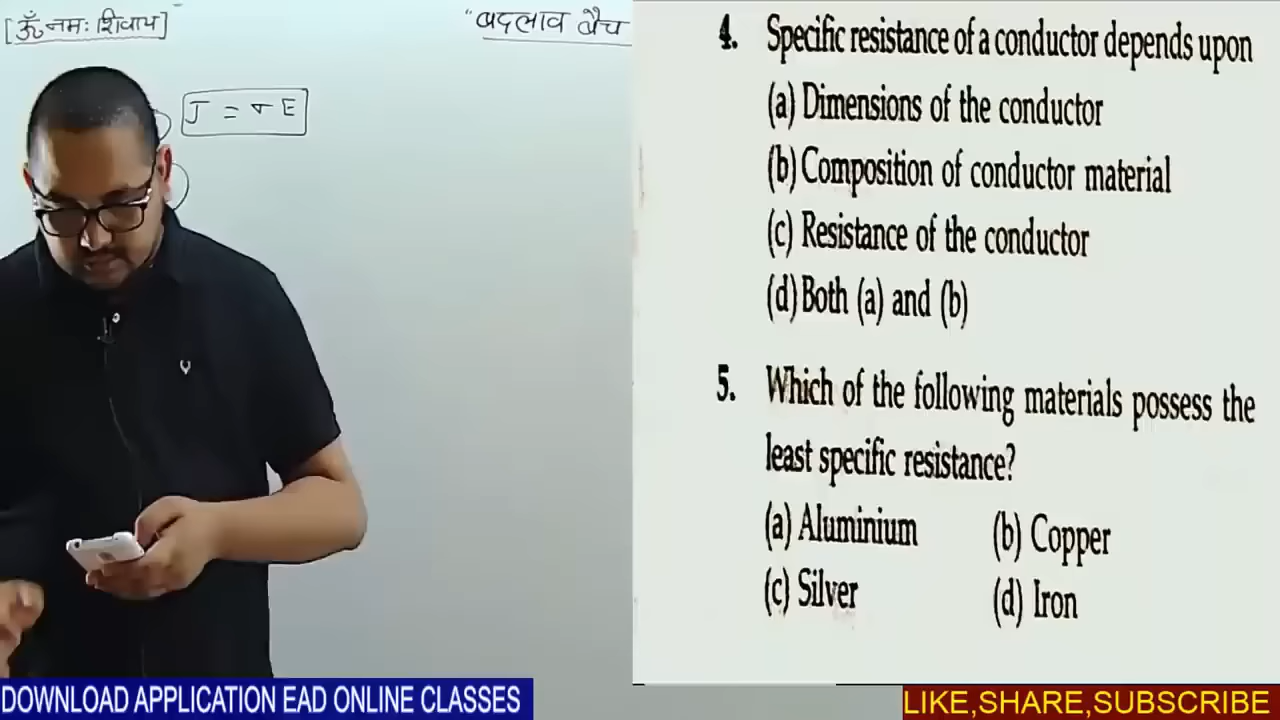 [ॐ नमः शिवाय]
"बदलाव बैच
J = σ E
4. Specific resistance of a conductor depends upon
(a) Dimensions of the conductor
(b) Composition of conductor material
(c) Resistance of the conductor
(d) Both (a) and (b)
5. Which of the following materials possess the
least specific resistance?
(a) Aluminium (b) Copper
(c) Silver (d) Iron
DOWNLOAD APPLICATION EAD ONLINE CLASSES
LIKE,SHARE,SUBSCRIBE